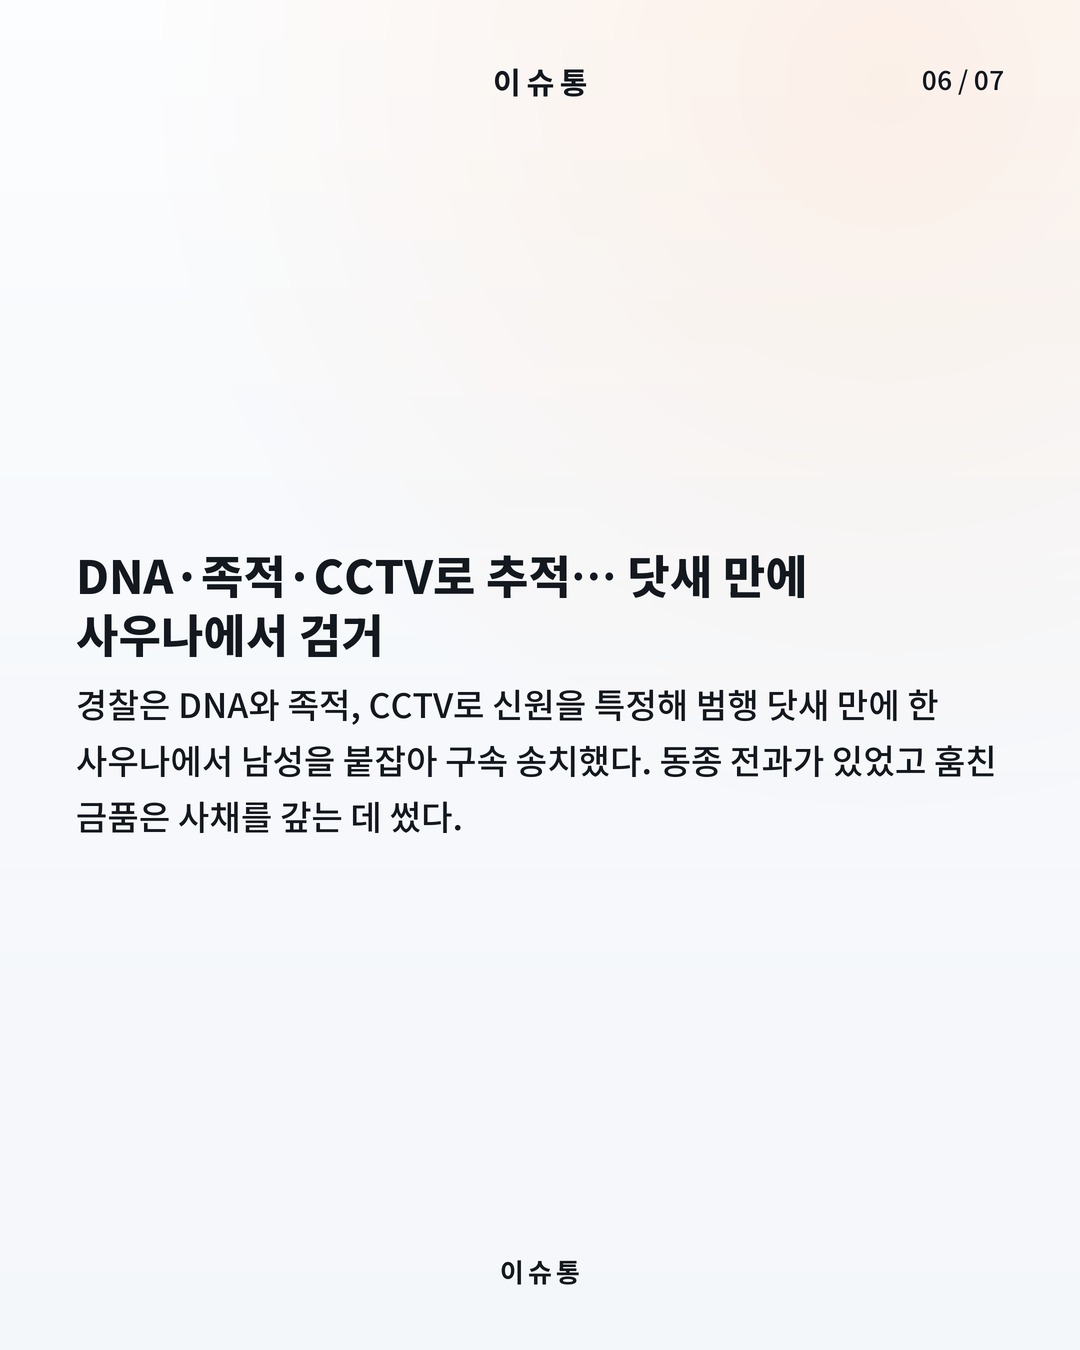 이슈통
06 / 07
DNA·족적·CCTV로 추적… 닷새 만에
사우나에서 검거
경찰은 DNA와 족적, CCTV로 신원을 특정해 범행 닷새 만에 한
사우나에서 남성을 붙잡아 구속 송치했다. 동종 전과가 있었고 훔친
금품은 사채를 갚는 데 썼다.
이슈통